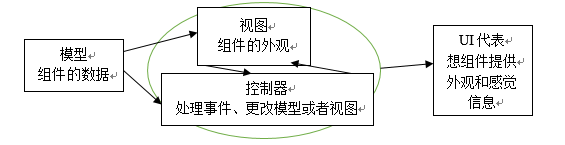 模型
组件的数据
视图
组件的外观
控制器
处理事件、更改模型或者视图
UI 代表
想组件提供
外观和感觉
信息